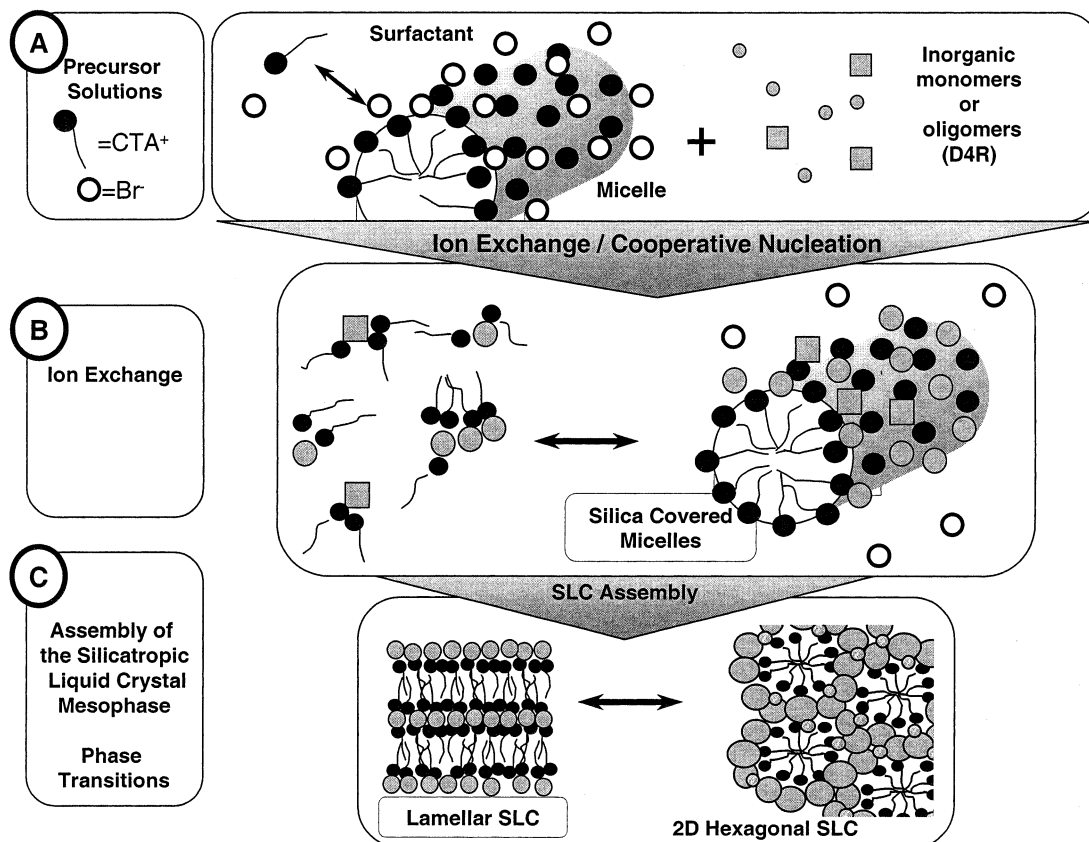 A
Precursor
Solutions
=CTA+
=Br-
Surfactant
Micelle
+
Inorganic
monomers
or
oligomers
(D4R)
Ion Exchange / Cooperative Nucleation
B
Ion Exchange
Silica Covered
Micelles
SLC Assembly
C
Assembly of
the Silicatropic
Liquid Crystal
Mesophase
Phase
Transitions
Lamellar SLC
2D Hexagonal SLC